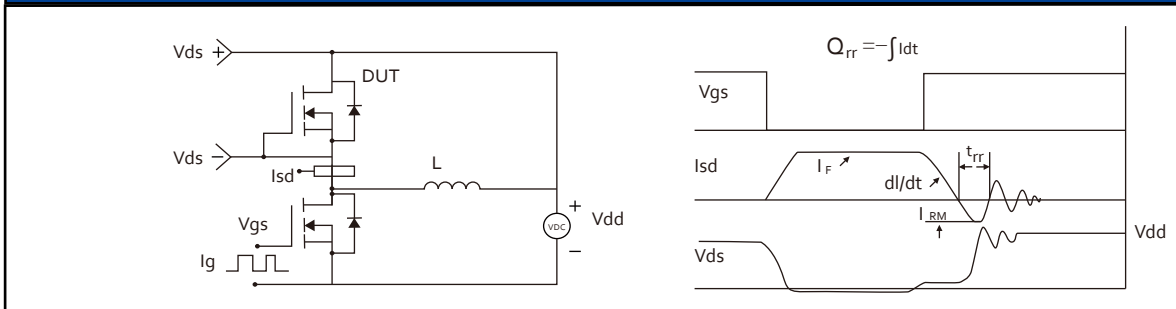 Vds +
DUT
Vds −
Isd
L
Vgs
Ig
+
VDC
−
Vdd
Qrr =−∫Idt
Vgs
Isd
IF
dI/dt
trr
IRM
Vdd
Vds